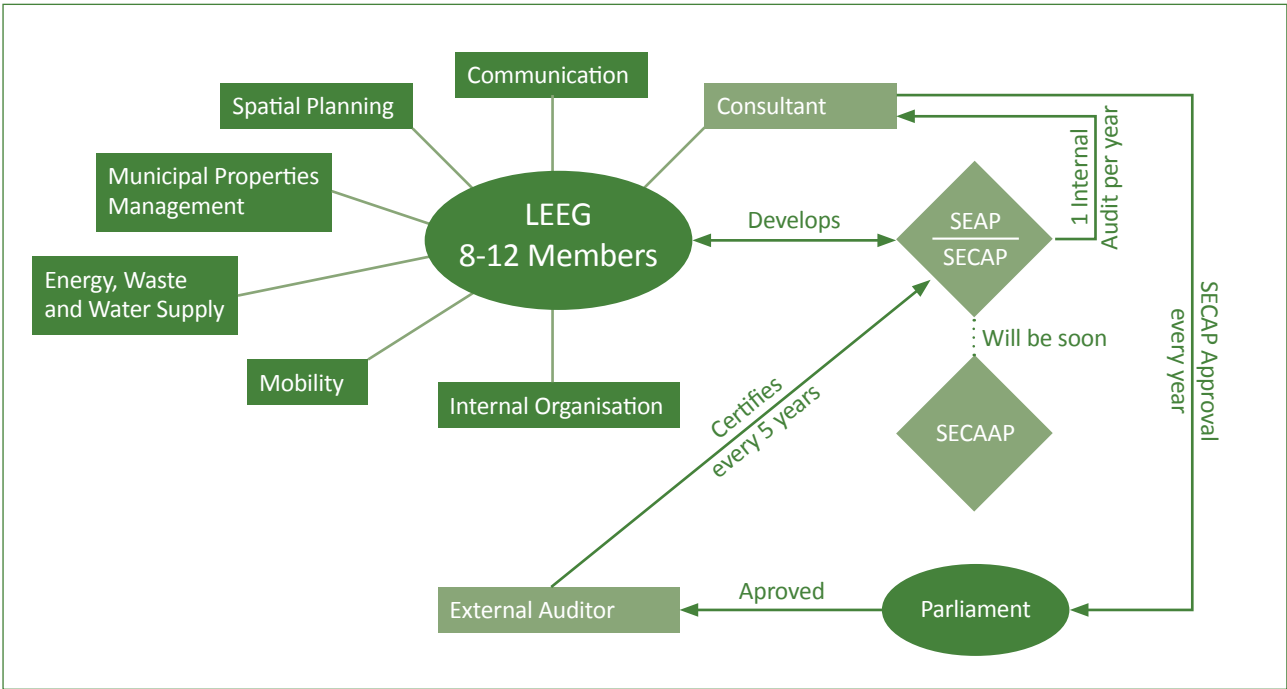 Communication
Spatial Planning
Consultant
Municipal Properties
Management
LEEG
8-12 Members
Develops
SEAP
SECAP
1 Internal
Audit per year
Energy, Waste
and Water Supply
Will be soon
SECAP Approval
every year
Mobility
Internal Organisation
Certifies
every 5 years
SECAAP
External Auditor
Aproved
Parliament